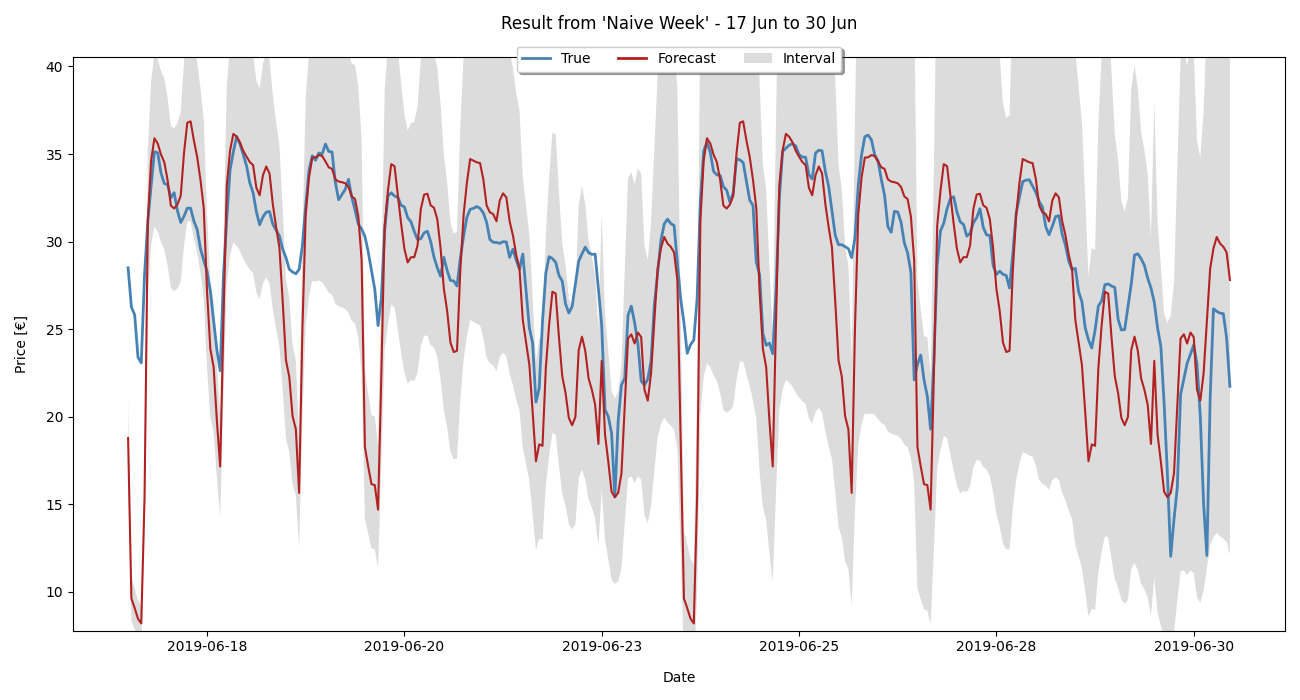 Result from 'Naive Week' - 17 Jun to 30 Jun
True Forecast Interval
40
35
30
25
20
15
10
Price [€]
2019-06-18 2019-06-20 2019-06-23 2019-06-25 2019-06-28 2019-06-30
Date